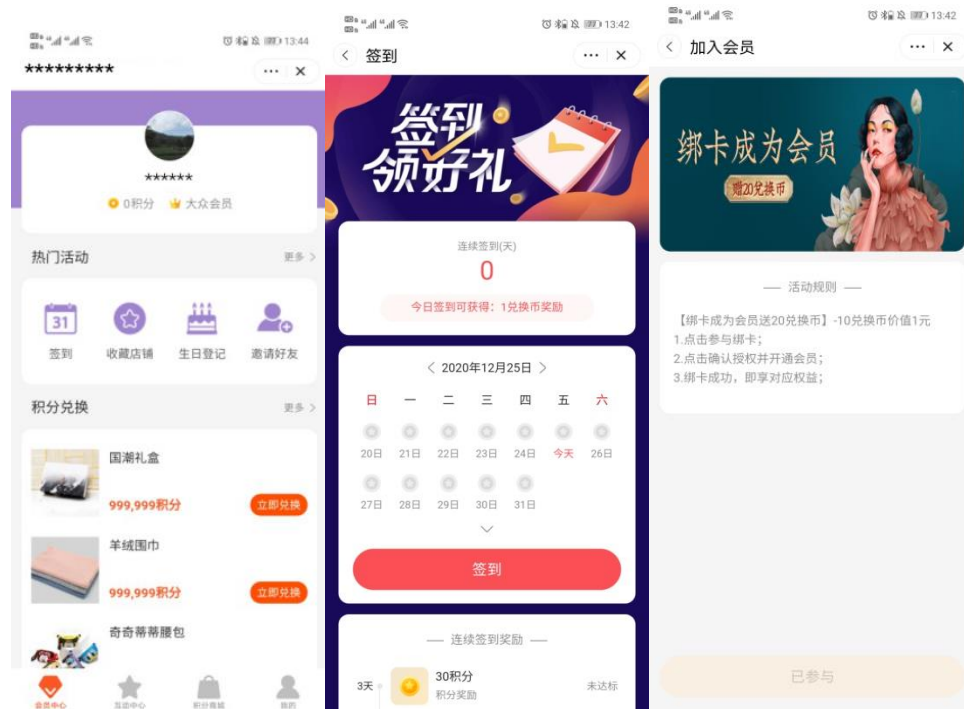 13:44
*********
******
0积分 大众会员
热门活动 更多
31
签到 收藏店铺 生日登记 邀请好友
积分兑换 更多
国潮礼盒
999,999积分 立即兑换
羊绒围巾
999,999积分 立即兑换
奇奇蒂蒂腰包
会员中心 互动中心 积分商城 我的
13:42
签到
签到
领好礼
连续签到(天)
0
今日签到可获得：1兑换币奖励
2020年12月25日
日 一 二 三 四 五 六
20日 21日 22日 23日 24日 今天 26日
27日 28日 29日 30日 31日
签到
连续签到奖励
30积分
3天 未达标
积分奖励
13:42
加入会员
绑卡成为会员
赠20兑换币
活动规则
【绑卡成为会员送20兑换币】-10兑换币价值1元
1.点击参与绑卡；
2.点击确认授权并开通会员；
3.绑卡成功，即享对应权益；
已参与